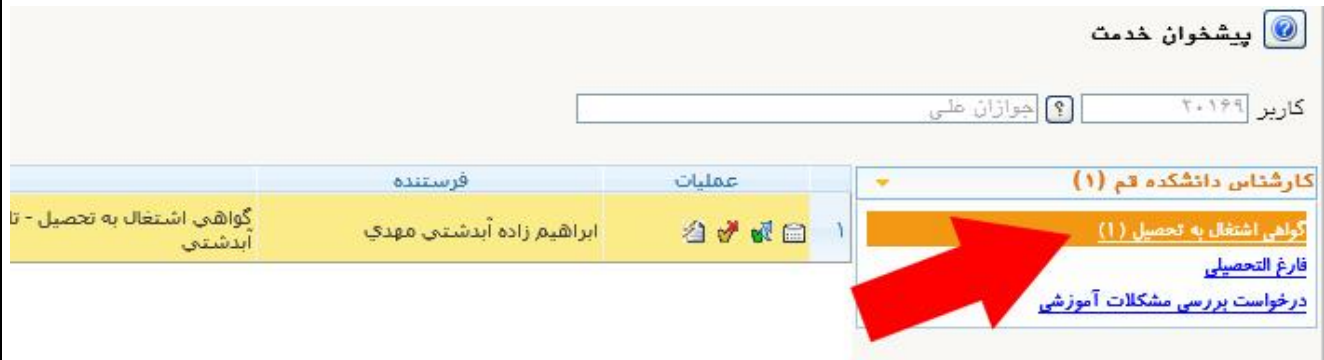 پیشخوان خدمت
کاربر ۲۰۱۶۹ ? جوازان علی
کارشناس دانشکده قم (۱)
گواهی اشتغال به تحصیل (۱)
فارغ التحصیلی
درخواست بررسی مشکلات آموزشی
عملیات فرستنده
۱ ابراهیم زاده آبدشتی مهدي گواهی اشتغال به تحصیل - تا
آبدشتی